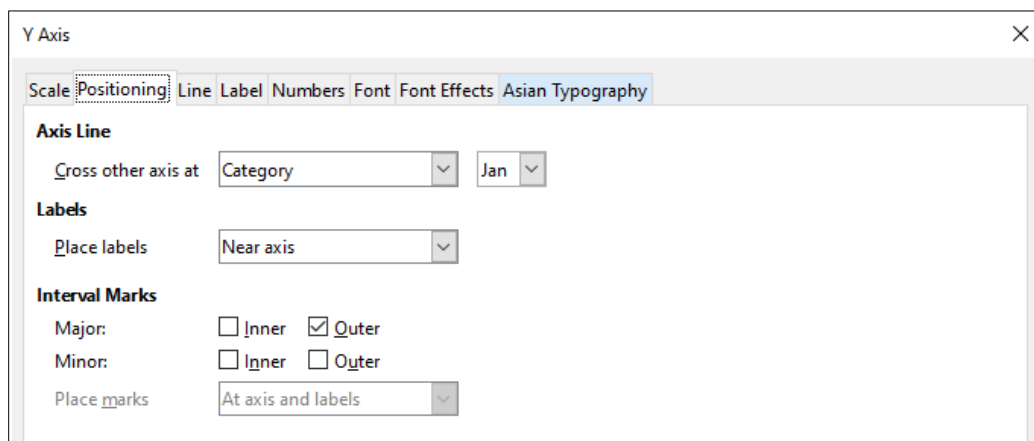 Y Axis
Scale Positioning Line Label Numbers Font Font Effects Asian Typography
Axis Line
Cross other axis at Category Jan
Labels
Place labels Near axis
Interval Marks
Major: Inner Outer
Minor: Inner Outer
Place marks At axis and labels